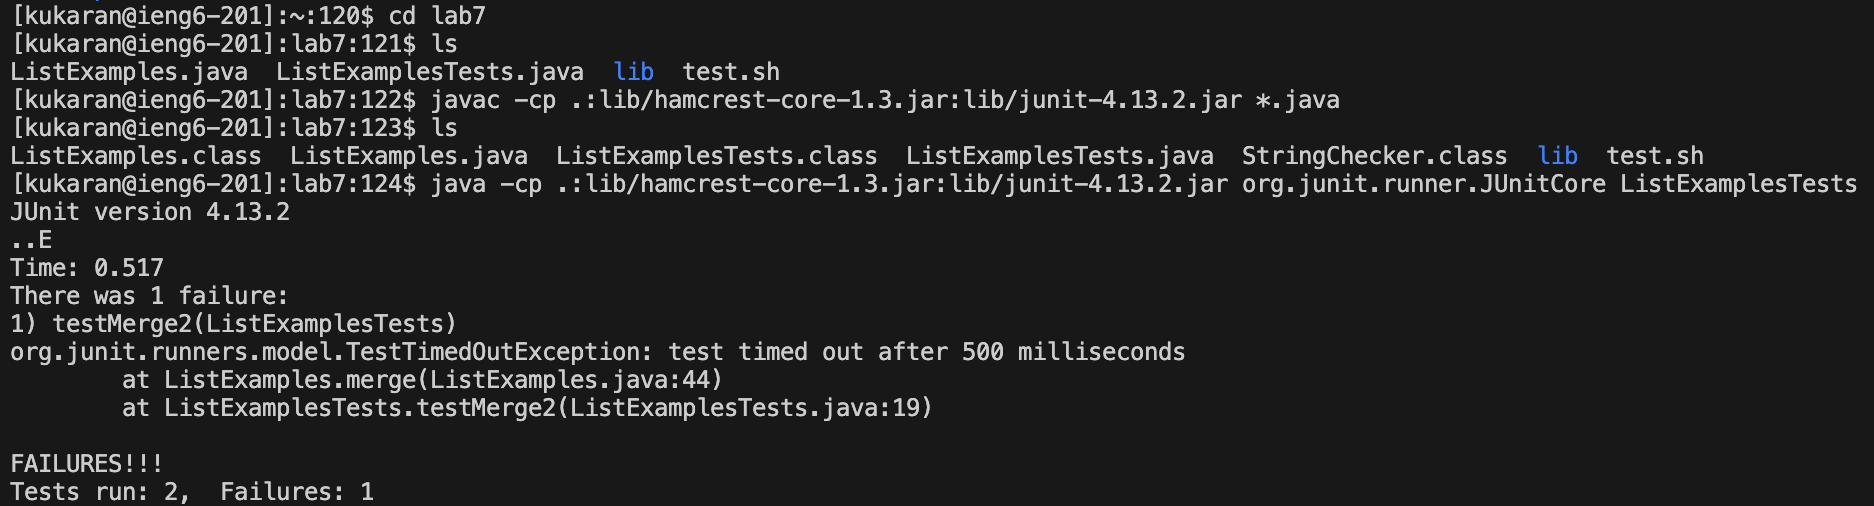 [kukaran@ieng6-201]:~:120$ cd lab7
[kukaran@ieng6-201]:lab7:121$ ls
ListExamples.java  ListExamplesTests.java  lib  test.sh
[kukaran@ieng6-201]:lab7:122$ javac -cp .:lib/hamcrest-core-1.3.jar:lib/junit-4.13.2.jar *.java
[kukaran@ieng6-201]:lab7:123$ ls
ListExamples.class  ListExamples.java  ListExamplesTests.class  ListExamplesTests.java  StringChecker.class  lib  test.sh
[kukaran@ieng6-201]:lab7:124$ java -cp .:lib/hamcrest-core-1.3.jar:lib/junit-4.13.2.jar org.junit.runner.JUnitCore ListExamplesTests
JUnit version 4.13.2
..E
Time: 0.517
There was 1 failure:
1) testMerge2(ListExamplesTests)
org.junit.runners.model.TestTimedOutException: test timed out after 500 milliseconds
        at ListExamples.merge(ListExamples.java:44)
        at ListExamplesTests.testMerge2(ListExamplesTests.java:19)

FAILURES!!!
Tests run: 2,  Failures: 1